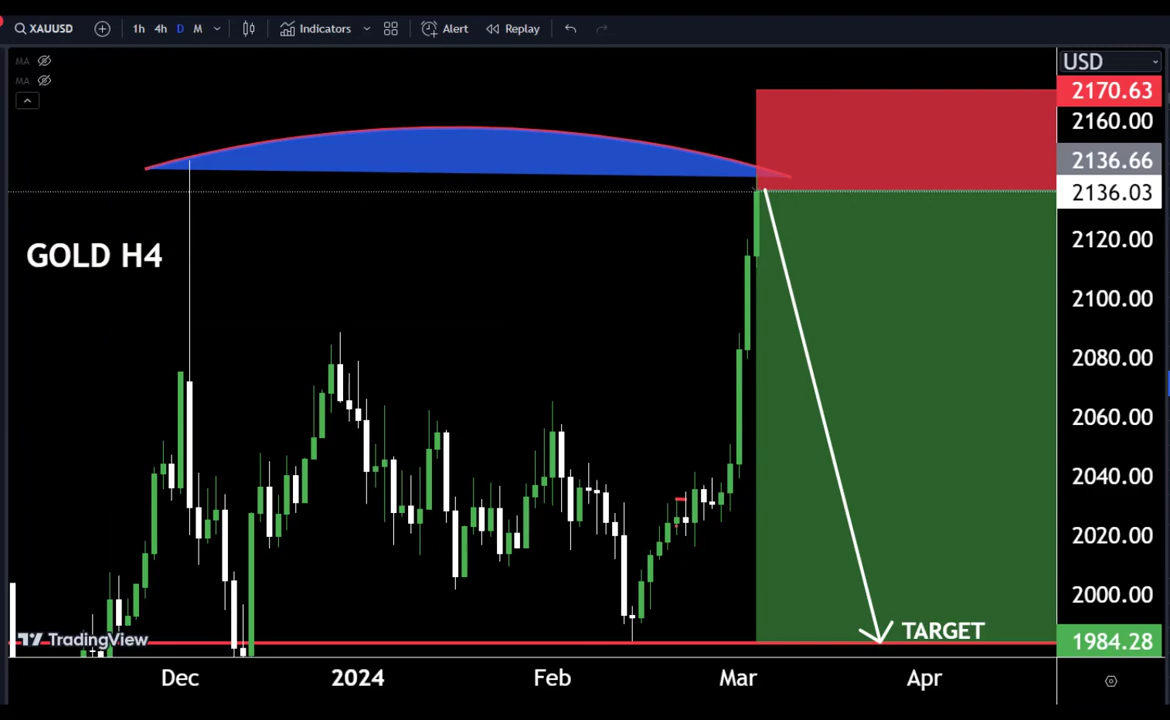 XAUUSD 1h 4h D M Indicators Alert Replay
MA
MA
USD
2170.63
2160.00
2136.66
2136.03
GOLD H4
2120.00
2100.00
2080.00
2060.00
2040.00
2020.00
2000.00
TARGET
TradingView
1984.28
Dec 2024 Feb Mar Apr